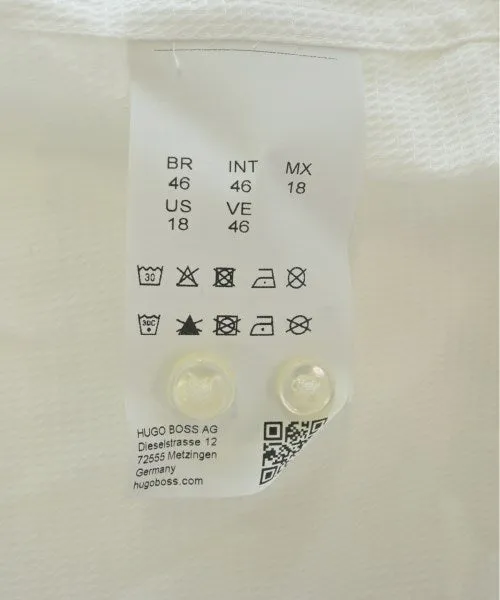 BR INT MX
46 46 18
US VE
18 46
30
30C
HUGO BOSS AG
Dieselstrasse 12
72555 Metzingen
Germany
hugoboss.com